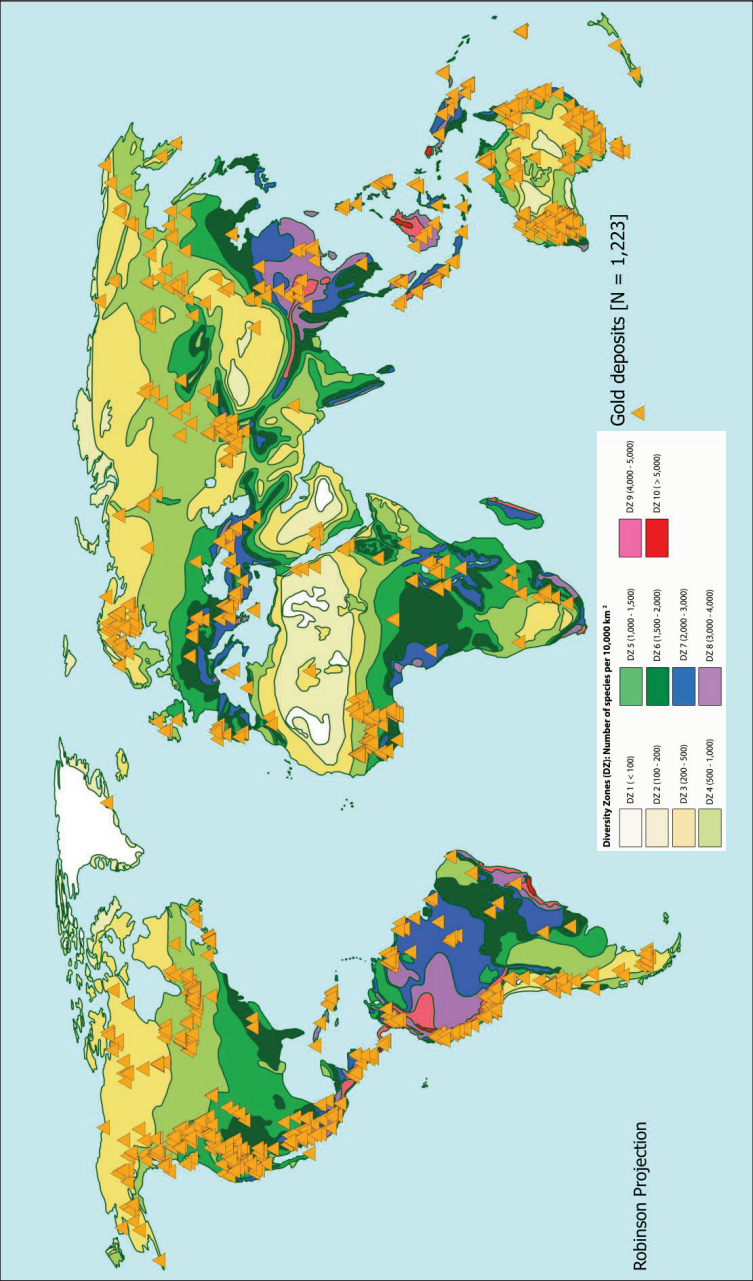 Gold deposits [N = 1,223]
Diversity Zones (DZ): Number of species per 10,000 km²
DZ 1 ( < 100)
DZ 2 (100 - 200)
DZ 3 (200 - 500)
DZ 4 (500 - 1,000)
DZ 5 (1,000 - 1,500)
DZ 6 (1,500 - 2,000)
DZ 7 (2,000 - 3,000)
DZ 8 (3,000 - 4,000)
DZ 9 (4,000 - 5,000)
DZ 10 ( > 5,000)
Robinson Projection